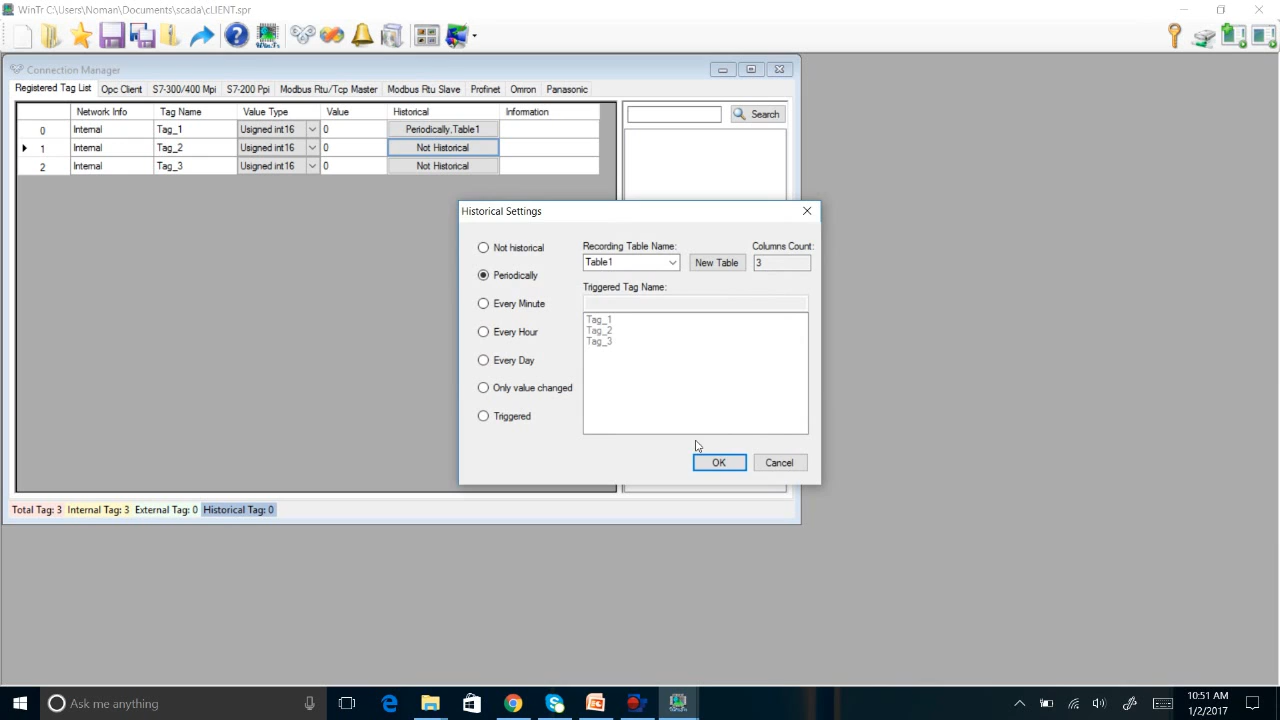 WinTr C:\Users\Noman\Documents\scada\cLIENT.spr
WinTr
Connection Manager
Registered Tag List Opc Client S7-300/400 Mpi S7-200 Ppi Modbus Rtu/Tcp Master Modbus Rtu Slave Profinet Omron Panasonic
Network Info Tag Name Value Type Value Historical Information
0 Internal Tag_1 Usigned int16 0 Periodically,Table1
1 Internal Tag_2 Usigned int16 0 Not Historical
2 Internal Tag_3 Usigned int16 0 Not Historical
Search
Historical Settings
Not historical
Periodically
Every Minute
Every Hour
Every Day
Only value changed
Triggered
Recording Table Name:
Table1
New Table
Columns Count:
3
Triggered Tag Name:
Tag_1
Tag_2
Tag_3
OK Cancel
Total Tag: 3 Internal Tag: 3 External Tag: 0 Historical Tag: 0
Ask me anything
10:51 AM
1/2/2017